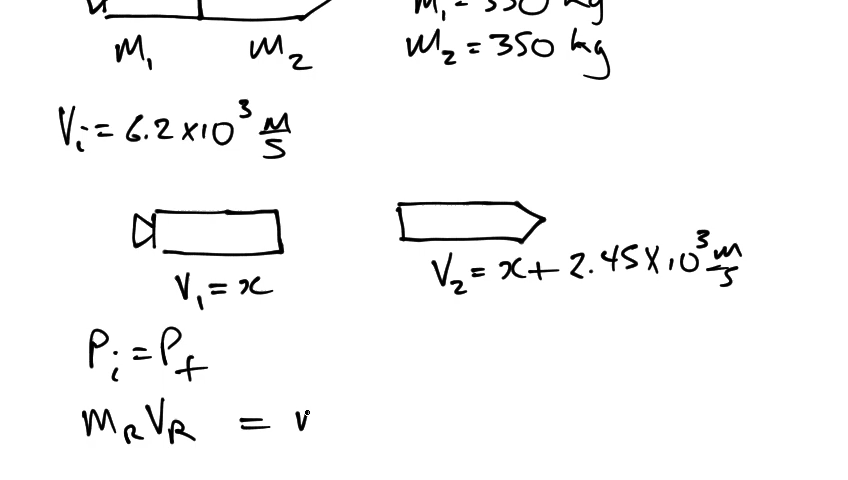 M₁ = 350 kg
M₁ M₂ M₂ = 350 kg
Vᵢ = 6.2 ×10³ M/S
V₁ = x V₂ = x + 2.45 × 10³ m/s
Pᵢ = P_f
M_R V_R = v